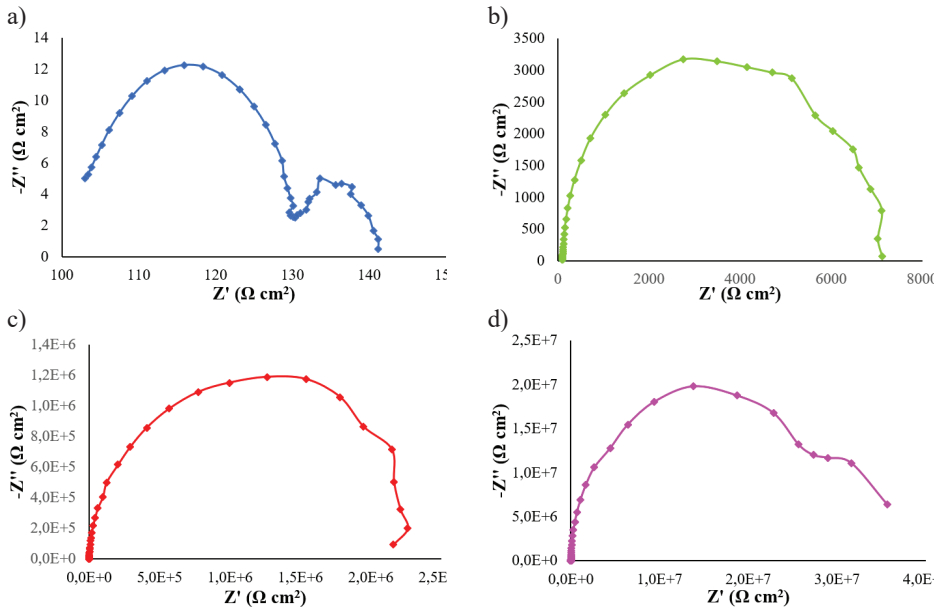 a)
-Z'' (Ω cm²)
14
12
10
8
6
4
2
0
100 110 120 130 140 15
Z' (Ω cm²)
b)
-Z'' (Ω cm²)
3500
3000
2500
2000
1500
1000
500
0
0 2000 4000 6000 8000
Z' (Ω cm²)
c)
-Z'' (Ω cm²)
1,4E+6
1,2E+6
1,0E+6
8,0E+5
6,0E+5
4,0E+5
2,0E+5
0,0E+0
0,0E+0 5,0E+5 1,0E+6 1,5E+6 2,0E+6 2,5E
Z' (Ω cm²)
d)
-Z'' (Ω cm²)
2,5E+7
2,0E+7
1,5E+7
1,0E+7
5,0E+6
0,0E+0
0,0E+0 1,0E+7 2,0E+7 3,0E+7 4,0E
Z' (Ω cm²)